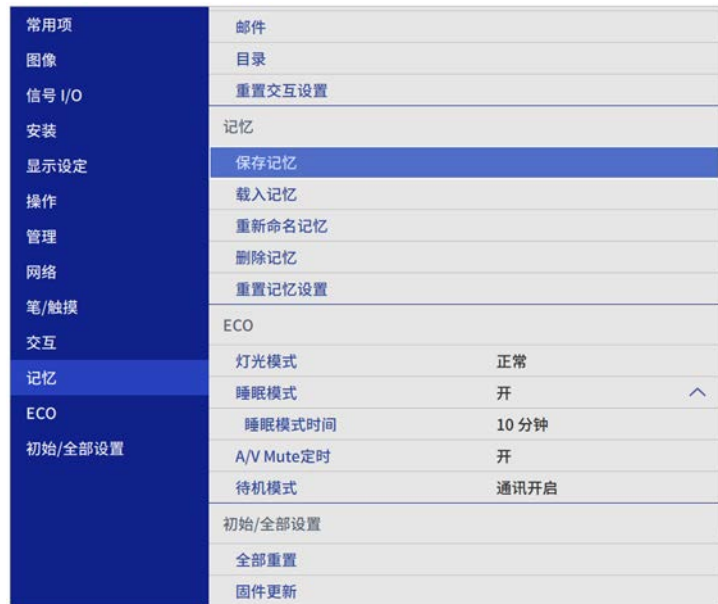 常用项
图像
信号 I/O
安装
显示设定
操作
管理
网络
笔/触摸
交互
记忆
ECO
初始/全部设置
邮件
目录
重置交互设置
记忆
保存记忆
载入记忆
重新命名记忆
删除记忆
重置记忆设置
ECO
灯光模式 正常
睡眠模式 开
睡眠模式时间 10 分钟
A/V Mute定时 开
待机模式 通讯开启
初始/全部设置
全部重置
固件更新